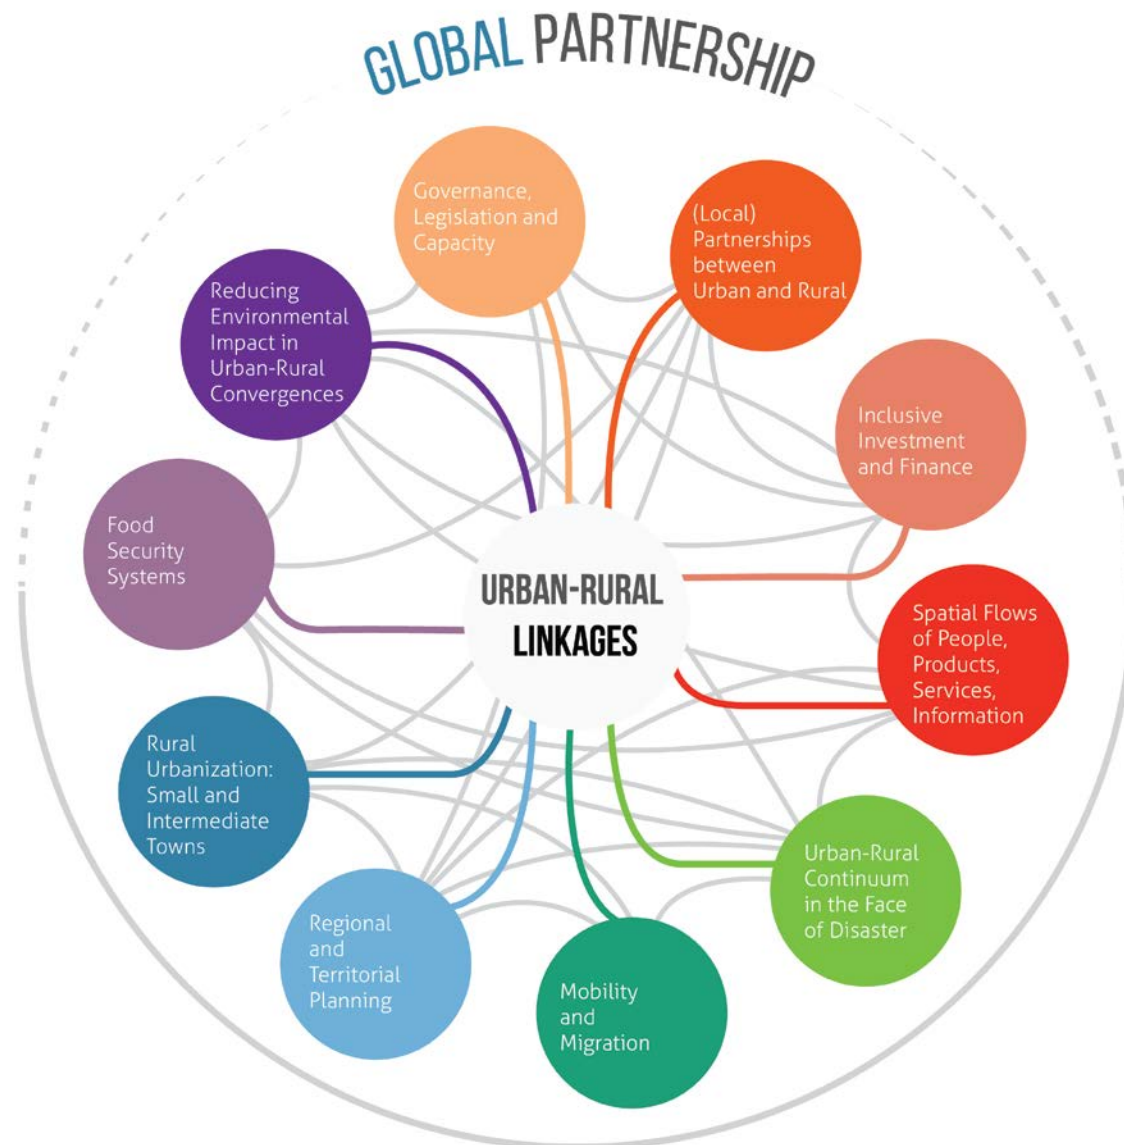 GLOBAL PARTNERSHIP
Governance,
Legislation and
Capacity
(Local)
Partnerships
between
Urban and Rural
Reducing
Environmental
Impact in
Urban-Rural
Convergences
Inclusive
Investment
and Finance
Food
Security
Systems
URBAN-RURAL
LINKAGES
Spatial Flows
of People,
Products,
Services,
Information
Rural
Urbanization:
Small and
Intermediate
Towns
Urban-Rural
Continuum
in the Face
of Disaster
Regional
and
Territorial
Planning
Mobility
and
Migration